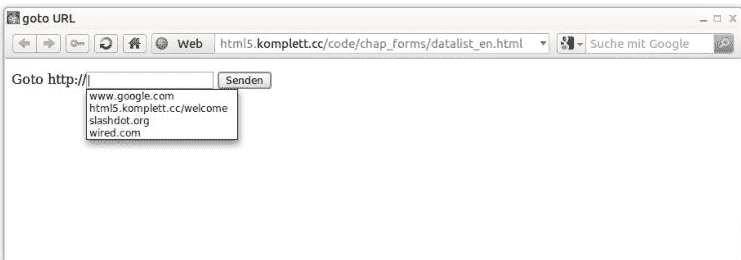 goto URL
Web html5.komplett.cc/code/chap_forms/datalist_en.html Suche mit Google
Goto http:// Senden
www.google.com
html5.komplett.cc/welcome
slashdot.org
wired.com